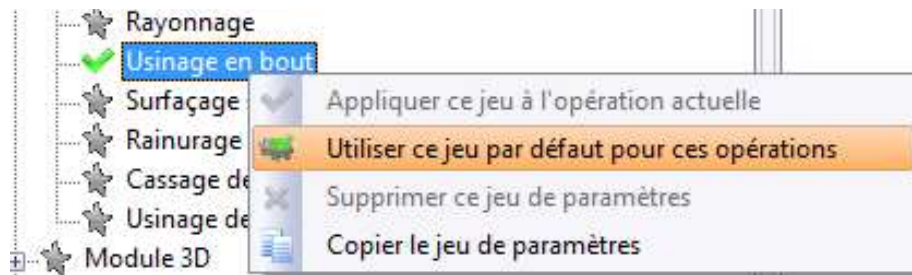 Rayonnage
Usinage en bout
Surfaçage
Appliquer ce jeu à l'opération actuelle
Rainurage
Utiliser ce jeu par défaut pour ces opérations
Cassage de
Supprimer ce jeu de paramètres
Usinage de
Copier le jeu de paramètres
Module 3D